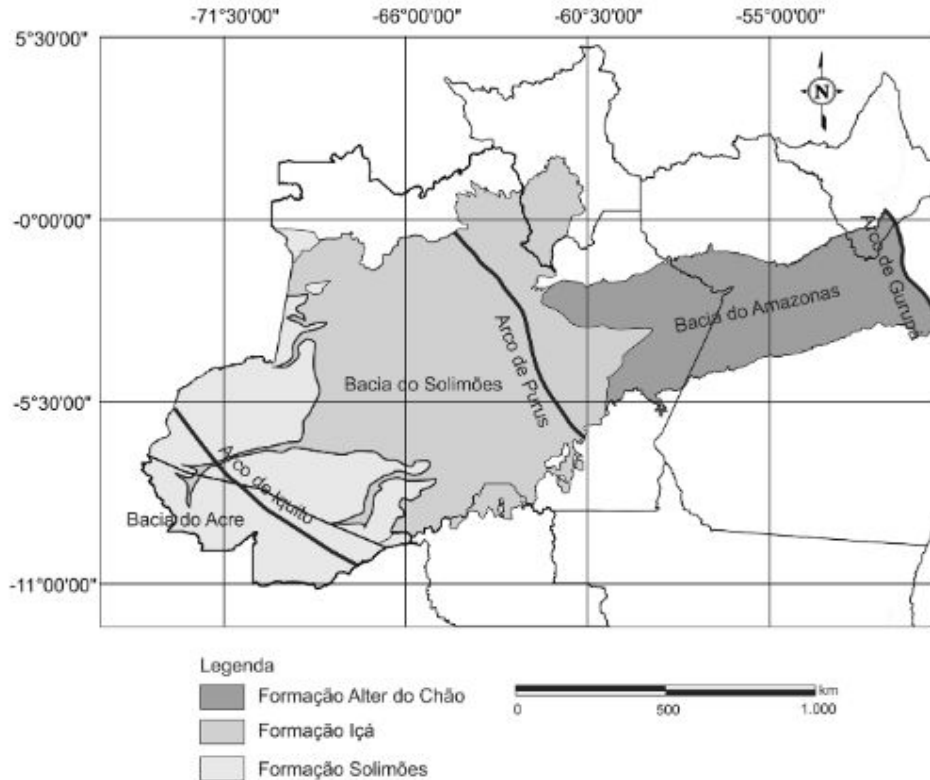 -71°30'00" -66°00'00" -60°30'00" -55°00'00"
5°30'00"
N
-0°00'00"
Arco de Gurupá
Bacia do Amazonas
Arco de Purus
Bacia do Solimões
-5°30'00"
Arco de Iquito
Bacia do Acre
-11°00'00"
Legenda
Formação Alter do Chão
Formação Içá
Formação Solimões
km
0 500 1.000